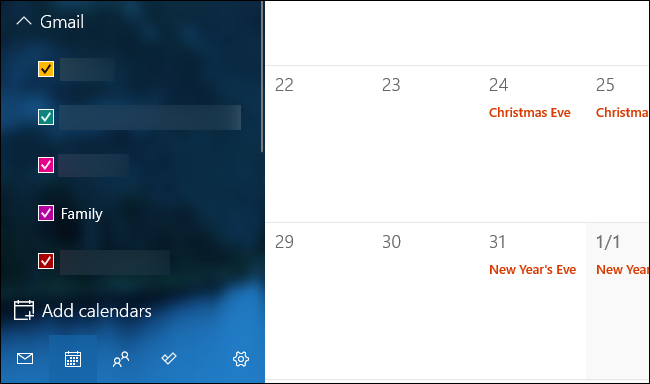 Gmail
Family
Add calendars
22 23 24 25
Christmas Eve Christma
29 30 31 1/1
New Year's Eve New Year